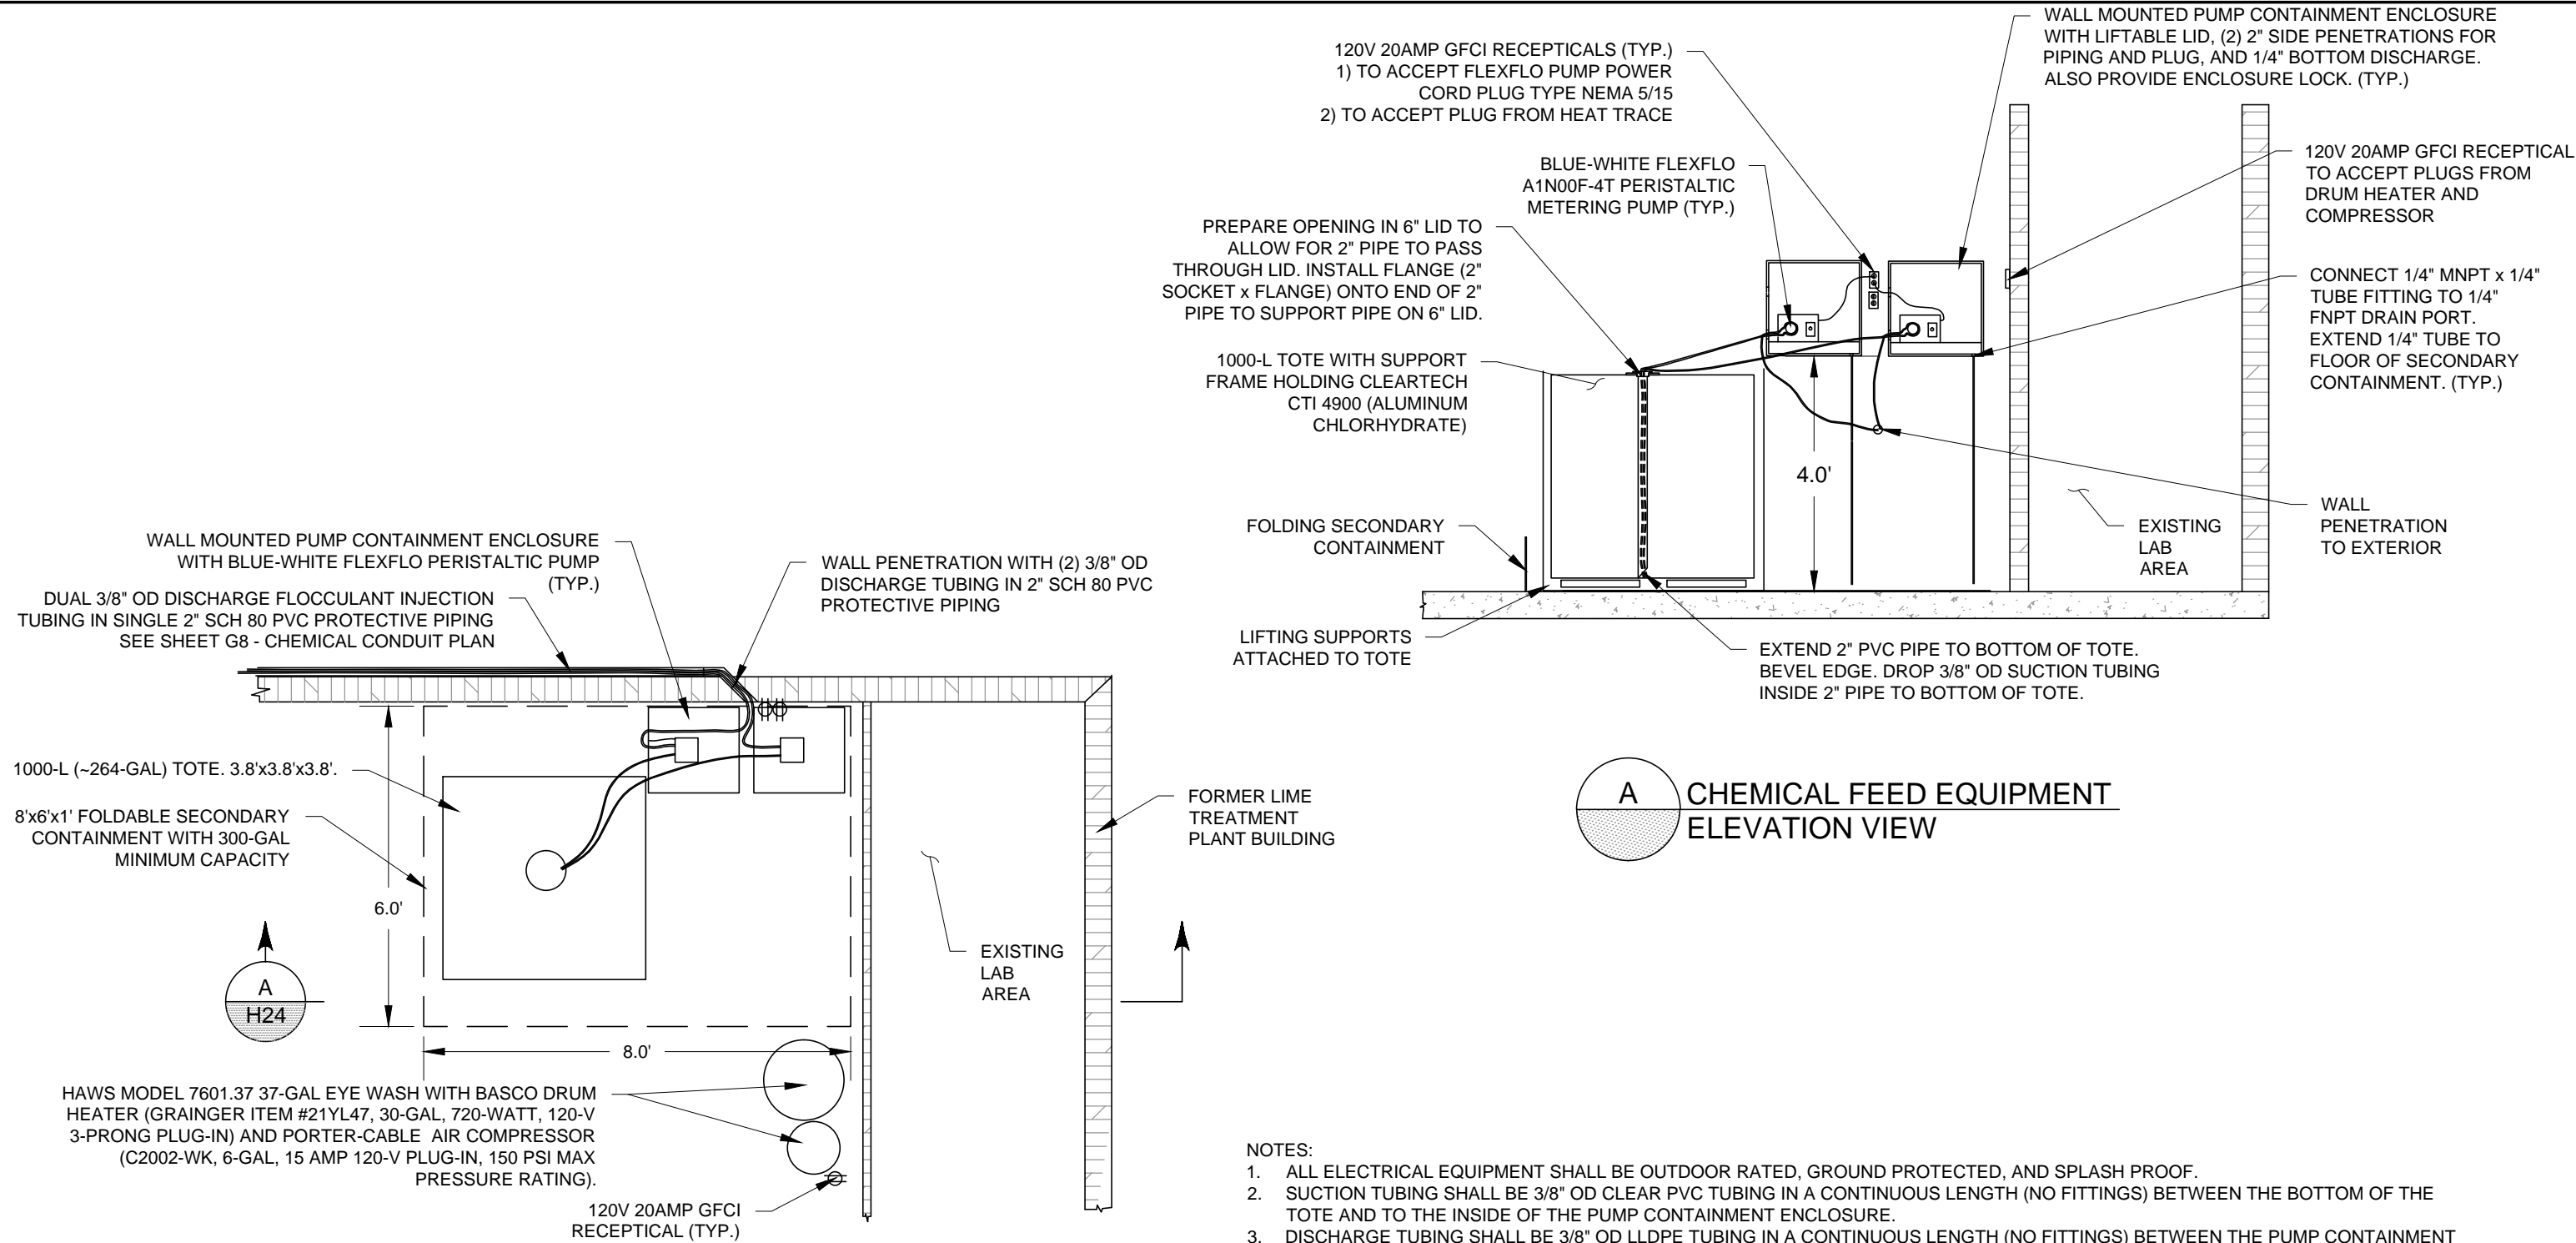 120V 20AMP GFCI RECEPTICALS (TYP.)
1) TO ACCEPT FLEXFLO PUMP POWER
CORD PLUG TYPE NEMA 5/15
2) TO ACCEPT PLUG FROM HEAT TRACE
WALL MOUNTED PUMP CONTAINMENT ENCLOSURE
WITH LIFTABLE LID, (2) 2" SIDE PENETRATIONS FOR
PIPING AND PLUG, AND 1/4" BOTTOM DISCHARGE.
ALSO PROVIDE ENCLOSURE LOCK. (TYP.)
BLUE-WHITE FLEXFLO
A1N00F-4T PERISTALTIC
METERING PUMP (TYP.)
120V 20AMP GFCI RECEPTICAL
TO ACCEPT PLUGS FROM
DRUM HEATER AND
COMPRESSOR
PREPARE OPENING IN 6" LID TO
ALLOW FOR 2" PIPE TO PASS
THROUGH LID. INSTALL FLANGE (2"
SOCKET x FLANGE) ONTO END OF 2"
PIPE TO SUPPORT PIPE ON 6" LID.
CONNECT 1/4" MNPT x 1/4"
TUBE FITTING TO 1/4"
FNPT DRAIN PORT.
EXTEND 1/4" TUBE TO
FLOOR OF SECONDARY
CONTAINMENT. (TYP.)
1000-L TOTE WITH SUPPORT
FRAME HOLDING CLEARTECH
CTI 4900 (ALUMINUM
CHLORHYDRATE)
4.0'
FOLDING SECONDARY
CONTAINMENT
EXISTING
LAB
AREA
WALL
PENETRATION
TO EXTERIOR
LIFTING SUPPORTS
ATTACHED TO TOTE
EXTEND 2" PVC PIPE TO BOTTOM OF TOTE.
BEVEL EDGE. DROP 3/8" OD SUCTION TUBING
INSIDE 2" PIPE TO BOTTOM OF TOTE.
A
CHEMICAL FEED EQUIPMENT
ELEVATION VIEW
WALL MOUNTED PUMP CONTAINMENT ENCLOSURE
WITH BLUE-WHITE FLEXFLO PERISTALTIC PUMP
(TYP.)
WALL PENETRATION WITH (2) 3/8" OD
DISCHARGE TUBING IN 2" SCH 80 PVC
PROTECTIVE PIPING
DUAL 3/8" OD DISCHARGE FLOCCULANT INJECTION
TUBING IN SINGLE 2" SCH 80 PVC PROTECTIVE PIPING
SEE SHEET G8 - CHEMICAL CONDUIT PLAN
1000-L (~264-GAL) TOTE. 3.8'x3.8'x3.8'.
8'x6'x1' FOLDABLE SECONDARY
CONTAINMENT WITH 300-GAL
MINIMUM CAPACITY
6.0'
FORMER LIME
TREATMENT
PLANT BUILDING
EXISTING
LAB
AREA
A
H24
8.0'
HAWS MODEL 7601.37 37-GAL EYE WASH WITH BASCO DRUM
HEATER (GRAINGER ITEM #21YL47, 30-GAL, 720-WATT, 120-V
3-PRONG PLUG-IN) AND PORTER-CABLE AIR COMPRESSOR
(C2002-WK, 6-GAL, 15 AMP 120-V PLUG-IN, 150 PSI MAX
PRESSURE RATING).
120V 20AMP GFCI
RECEPTICAL (TYP.)
NOTES:
1. ALL ELECTRICAL EQUIPMENT SHALL BE OUTDOOR RATED, GROUND PROTECTED, AND SPLASH PROOF.
2. SUCTION TUBING SHALL BE 3/8" OD CLEAR PVC TUBING IN A CONTINUOUS LENGTH (NO FITTINGS) BETWEEN THE BOTTOM OF THE
TOTE AND TO THE INSIDE OF THE PUMP CONTAINMENT ENCLOSURE.
3. DISCHARGE TUBING SHALL BE 3/8" OD LLDPE TUBING IN A CONTINUOUS LENGTH (NO FITTINGS) BETWEEN THE PUMP CONTAINMENT